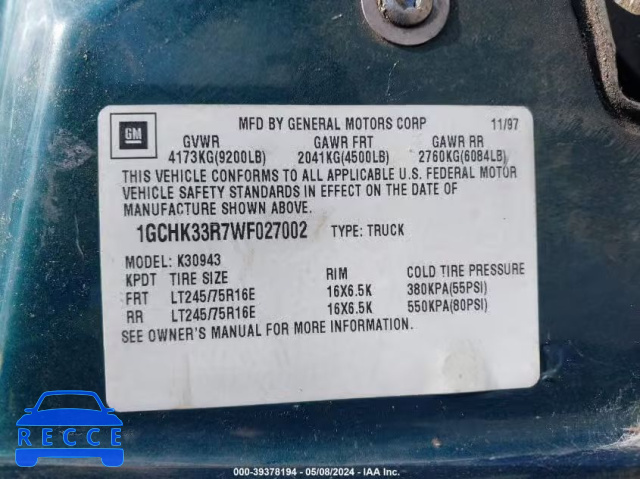 GM
MFD BY GENERAL MOTORS CORP 11/97
GVWR GAWR FRT GAWR RR
4173KG(9200LB) 2041KG(4500LB) 2760KG(6084LB)
THIS VEHICLE CONFORMS TO ALL APPLICABLE U.S. FEDERAL MOTOR
VEHICLE SAFETY STANDARDS IN EFFECT ON THE DATE OF
MANUFACTURE SHOWN ABOVE.
1GCHK33R7WF027002 TYPE: TRUCK
MODEL: K30943
KPDT TIRE SIZE RIM COLD TIRE PRESSURE
FRT LT245/75R16E 16X6.5K 380KPA(55PSI)
RR LT245/75R16E 16X6.5K 550KPA(80PSI)
SEE OWNER'S MANUAL FOR MORE INFORMATION.
RECCE
000-39378194 - 05/08/2024 - IAA Inc.